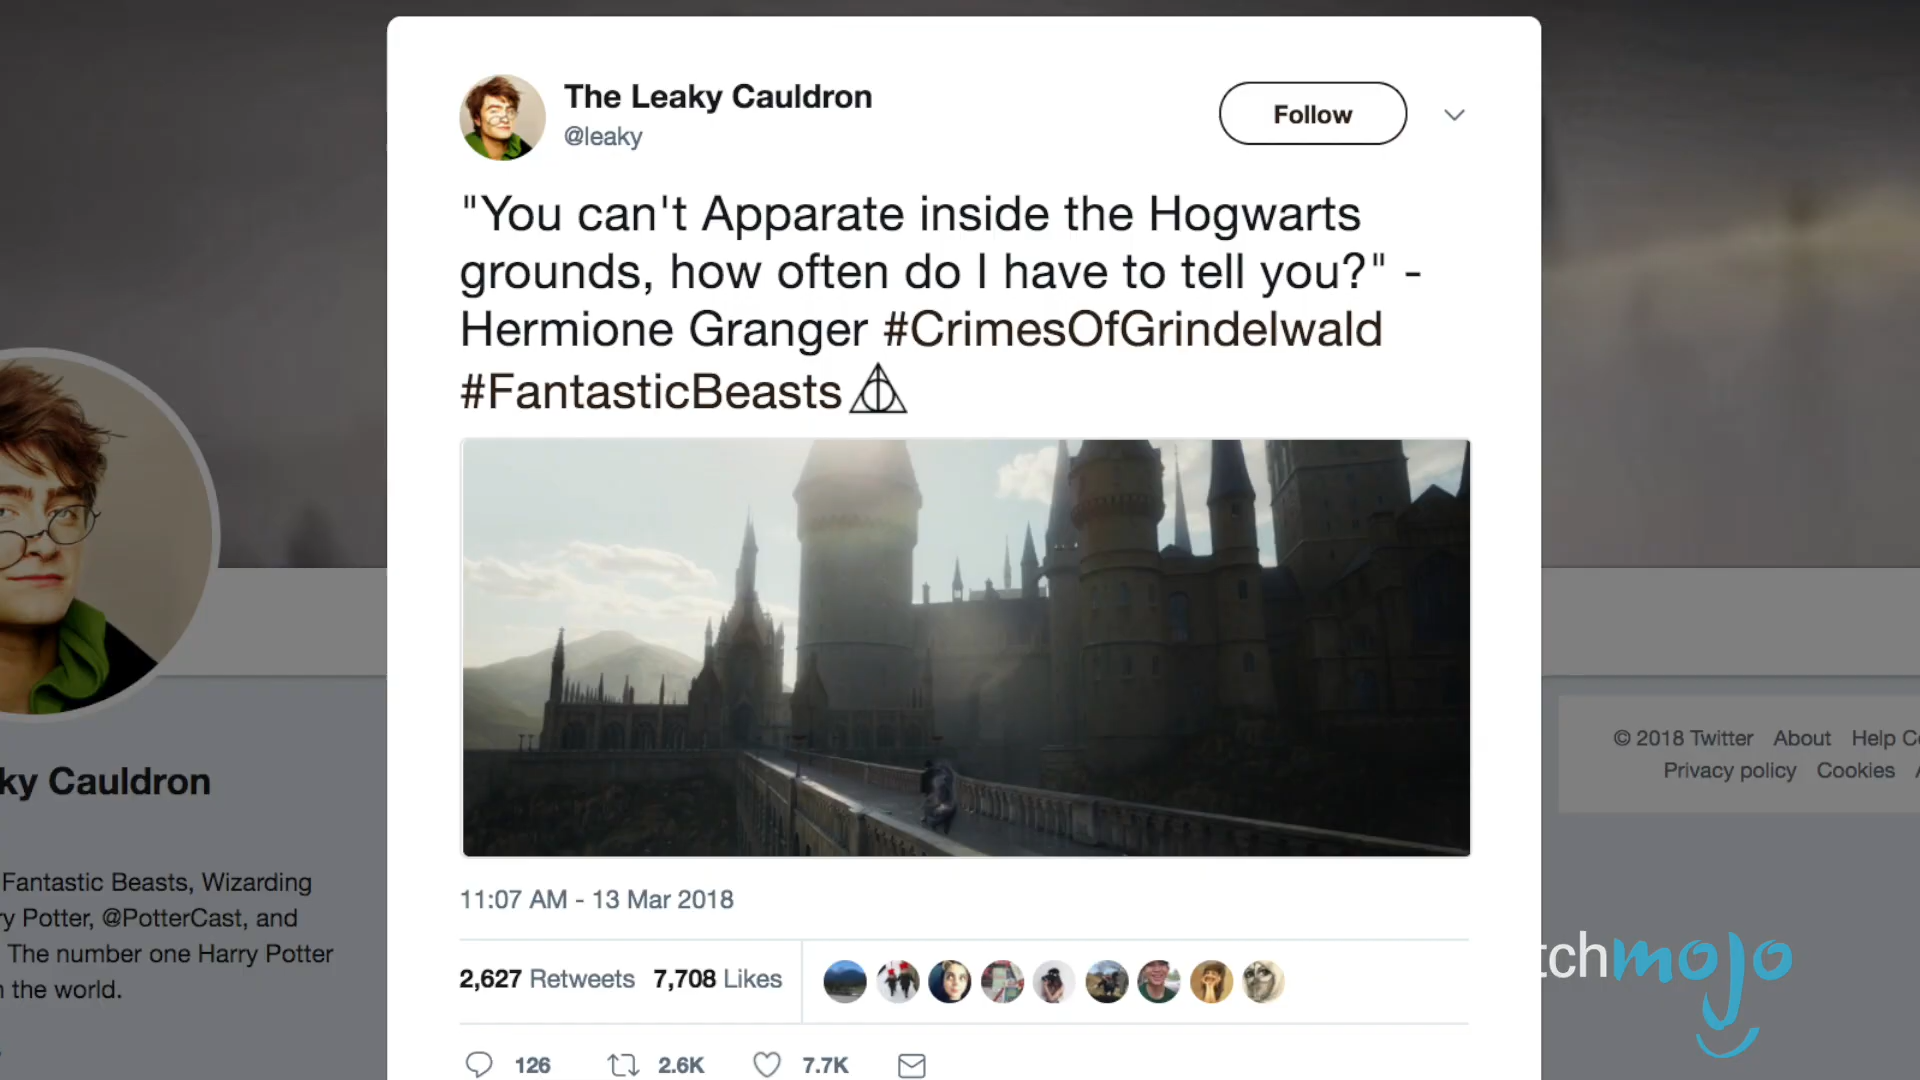 The Leaky Cauldron
@leaky
Follow
"You can't Apparate inside the Hogwarts
grounds, how often do I have to tell you?" -
Hermione Granger #CrimesOfGrindelwald
#FantasticBeasts
11:07 AM - 13 Mar 2018
2,627 Retweets 7,708 Likes
126 2.6K 7.7K
ky Cauldron
Fantastic Beasts, Wizarding
y Potter, @PotterCast, and
The number one Harry Potter
the world.
© 2018 Twitter About Help Ce
Privacy policy Cookies
tchmojo